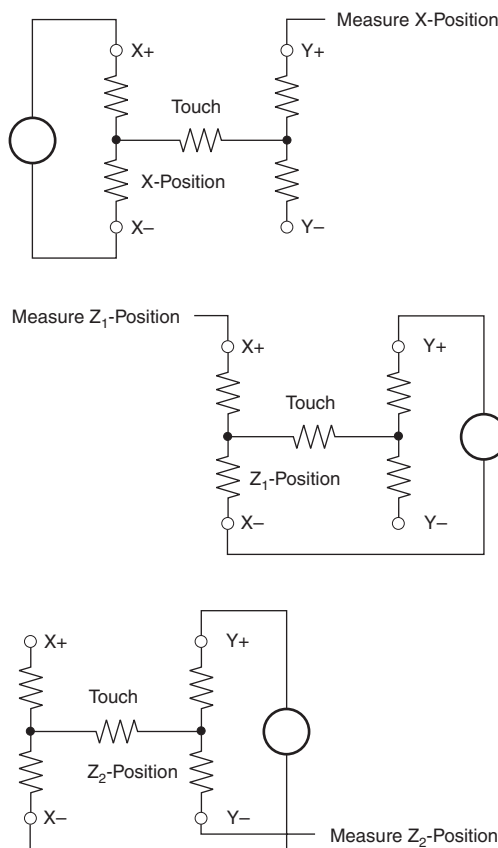 Measure X-Position
X+ Y+
Touch
X-Position
X– Y–
Measure Z₁-Position
X+ Y+
Touch
Z₁-Position
X– Y–
X+ Y+
Touch
Z₂-Position
X– Y–
Measure Z₂-Position